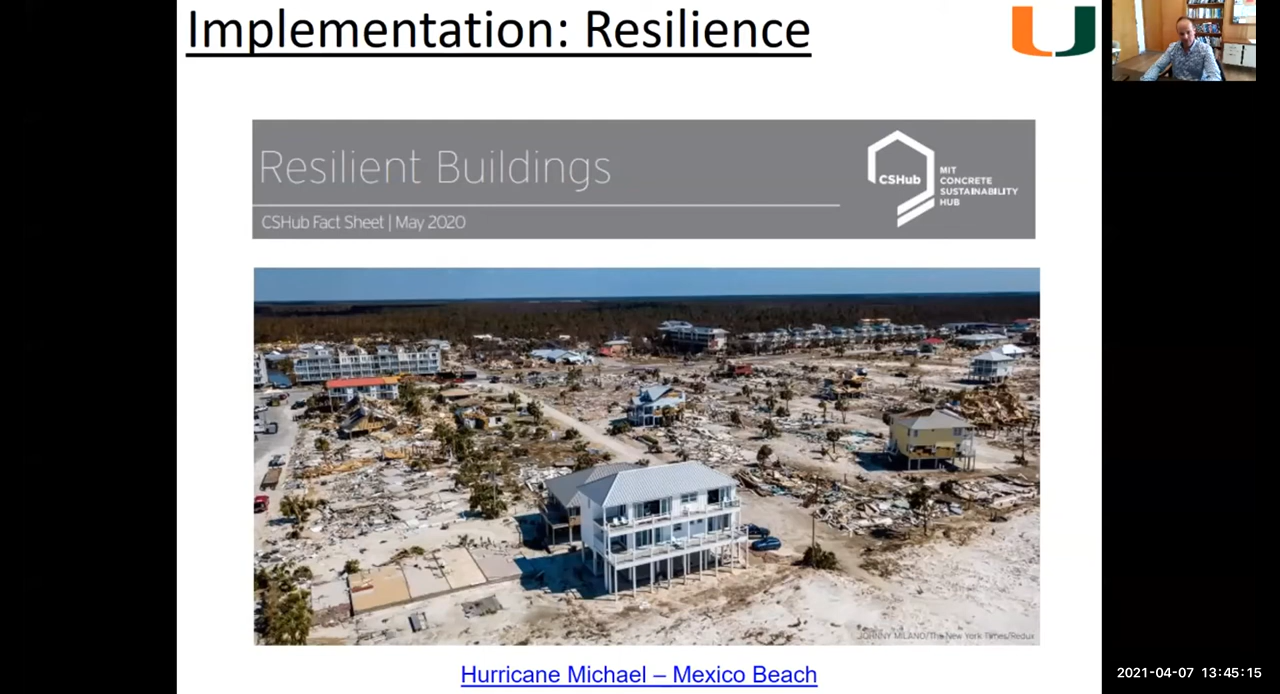 Implementation: Resilience
Resilient Buildings
CSHub Fact Sheet | May 2020
CSHub
MIT
CONCRETE
SUSTAINABILITY
HUB
JOHNNY MILANO/The New York Times/Redux
Hurricane Michael – Mexico Beach
2021-04-07 13:45:15